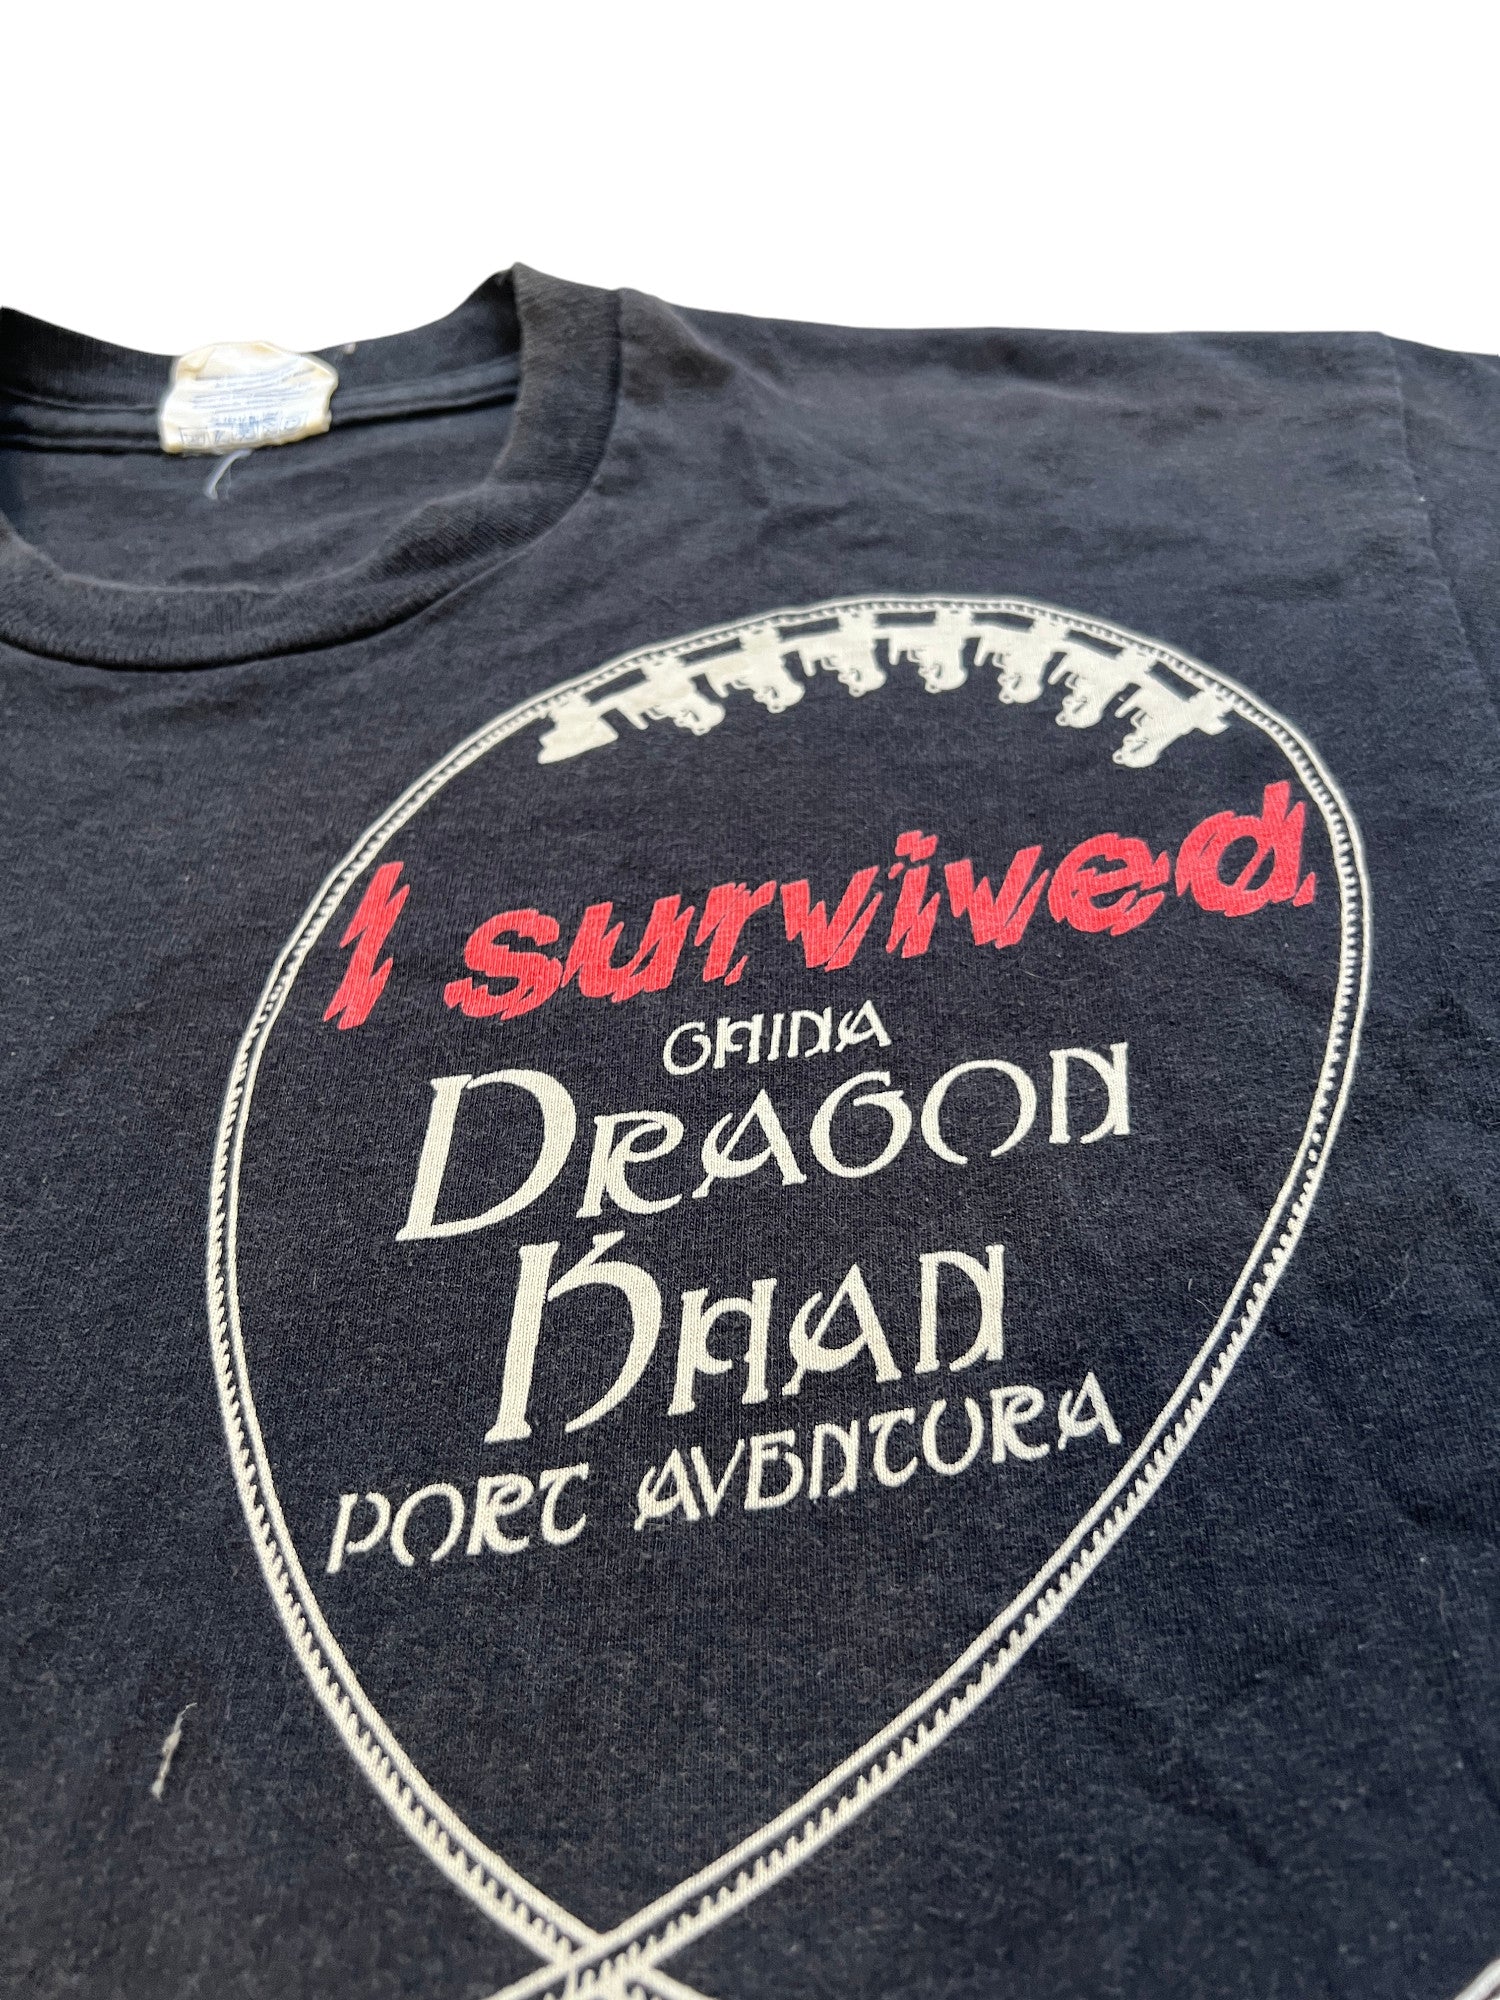 I survived
CHINA
DRAGON
KHAN
PORT AVENTURA